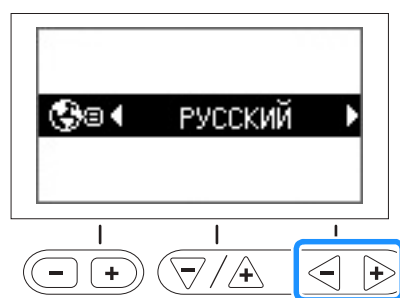 РУССКИЙ
- +
- / +
- +